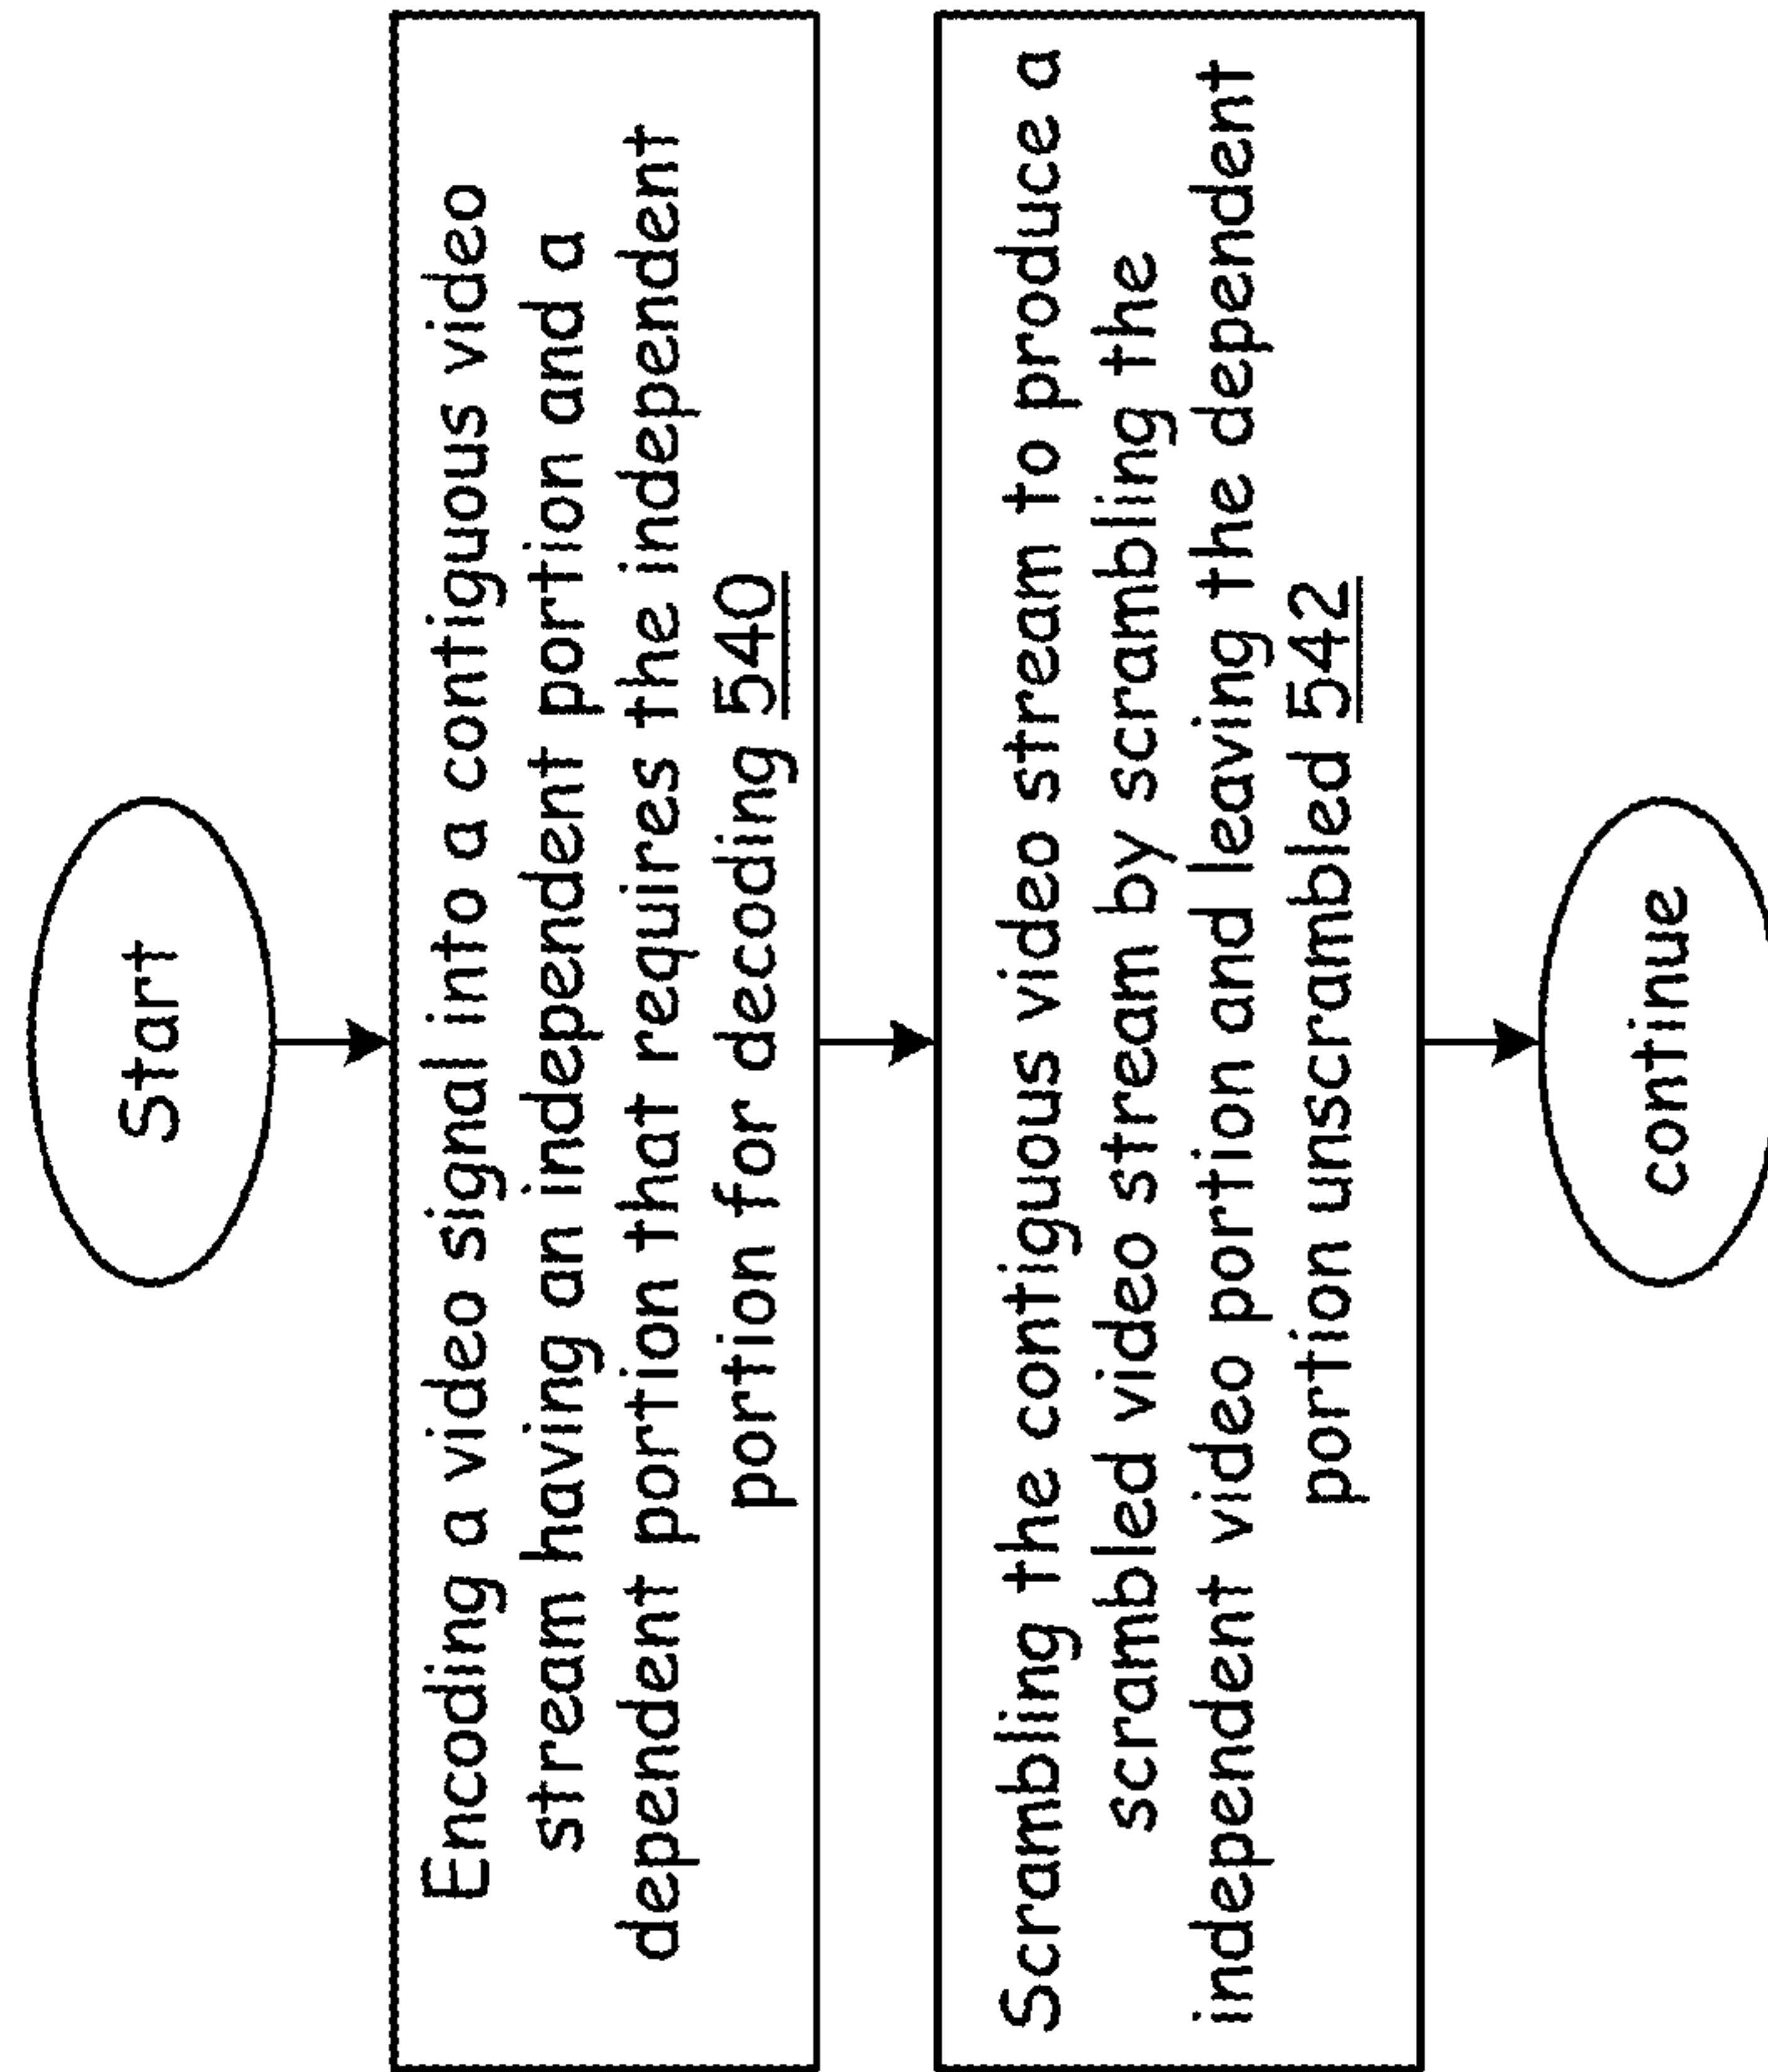 Start
Encoding a video signal into a contiguous video
stream having an independent portion and a
dependent portion that requires the independent
portion for decoding 540
Scrambling the contiguous video stream to produce a
scrambled video stream by scrambling the
independent video portion and leaving the dependent
portion unscrambled 542
continue